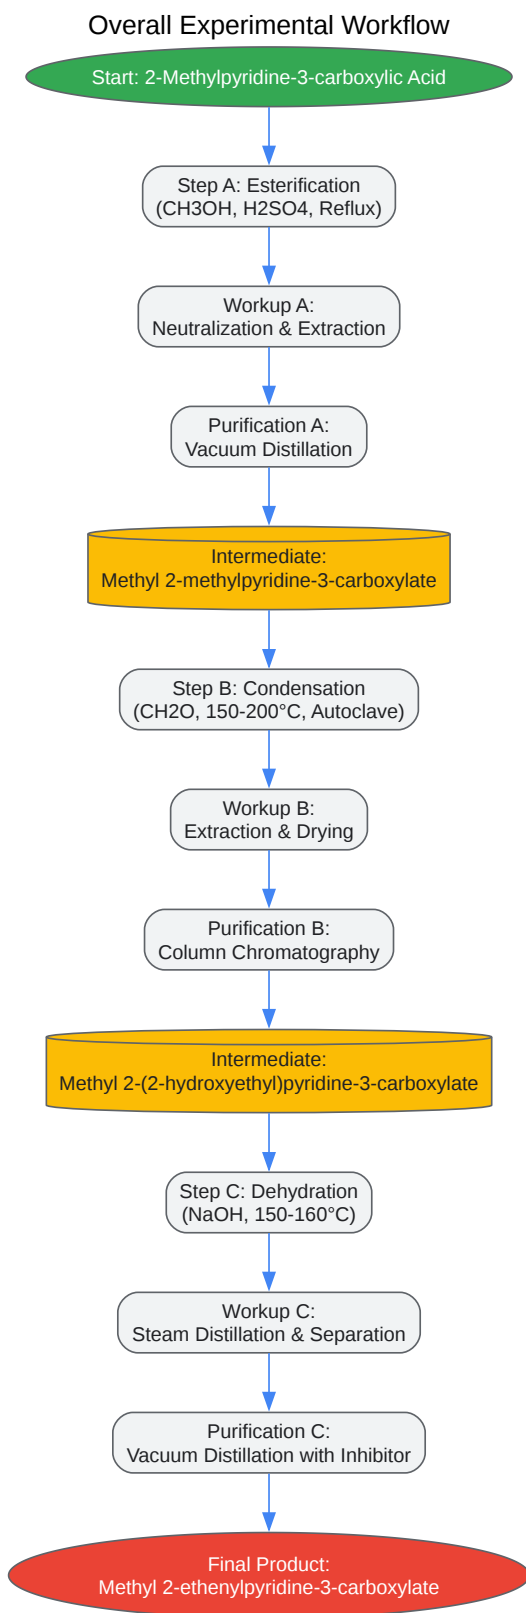 Overall Experimental Workflow
Start: 2-Methylpyridine-3-carboxylic Acid
Step A: Esterification
(CH3OH, H2SO4, Reflux)
Workup A:
Neutralization & Extraction
Purification A:
Vacuum Distillation
Intermediate:
Methyl 2-methylpyridine-3-carboxylate
Step B: Condensation
(CH2O, 150-200°C, Autoclave)
Workup B:
Extraction & Drying
Purification B:
Column Chromatography
Intermediate:
Methyl 2-(2-hydroxyethyl)pyridine-3-carboxylate
Step C: Dehydration
(NaOH, 150-160°C)
Workup C:
Steam Distillation & Separation
Purification C:
Vacuum Distillation with Inhibitor
Final Product:
Methyl 2-ethenylpyridine-3-carboxylate